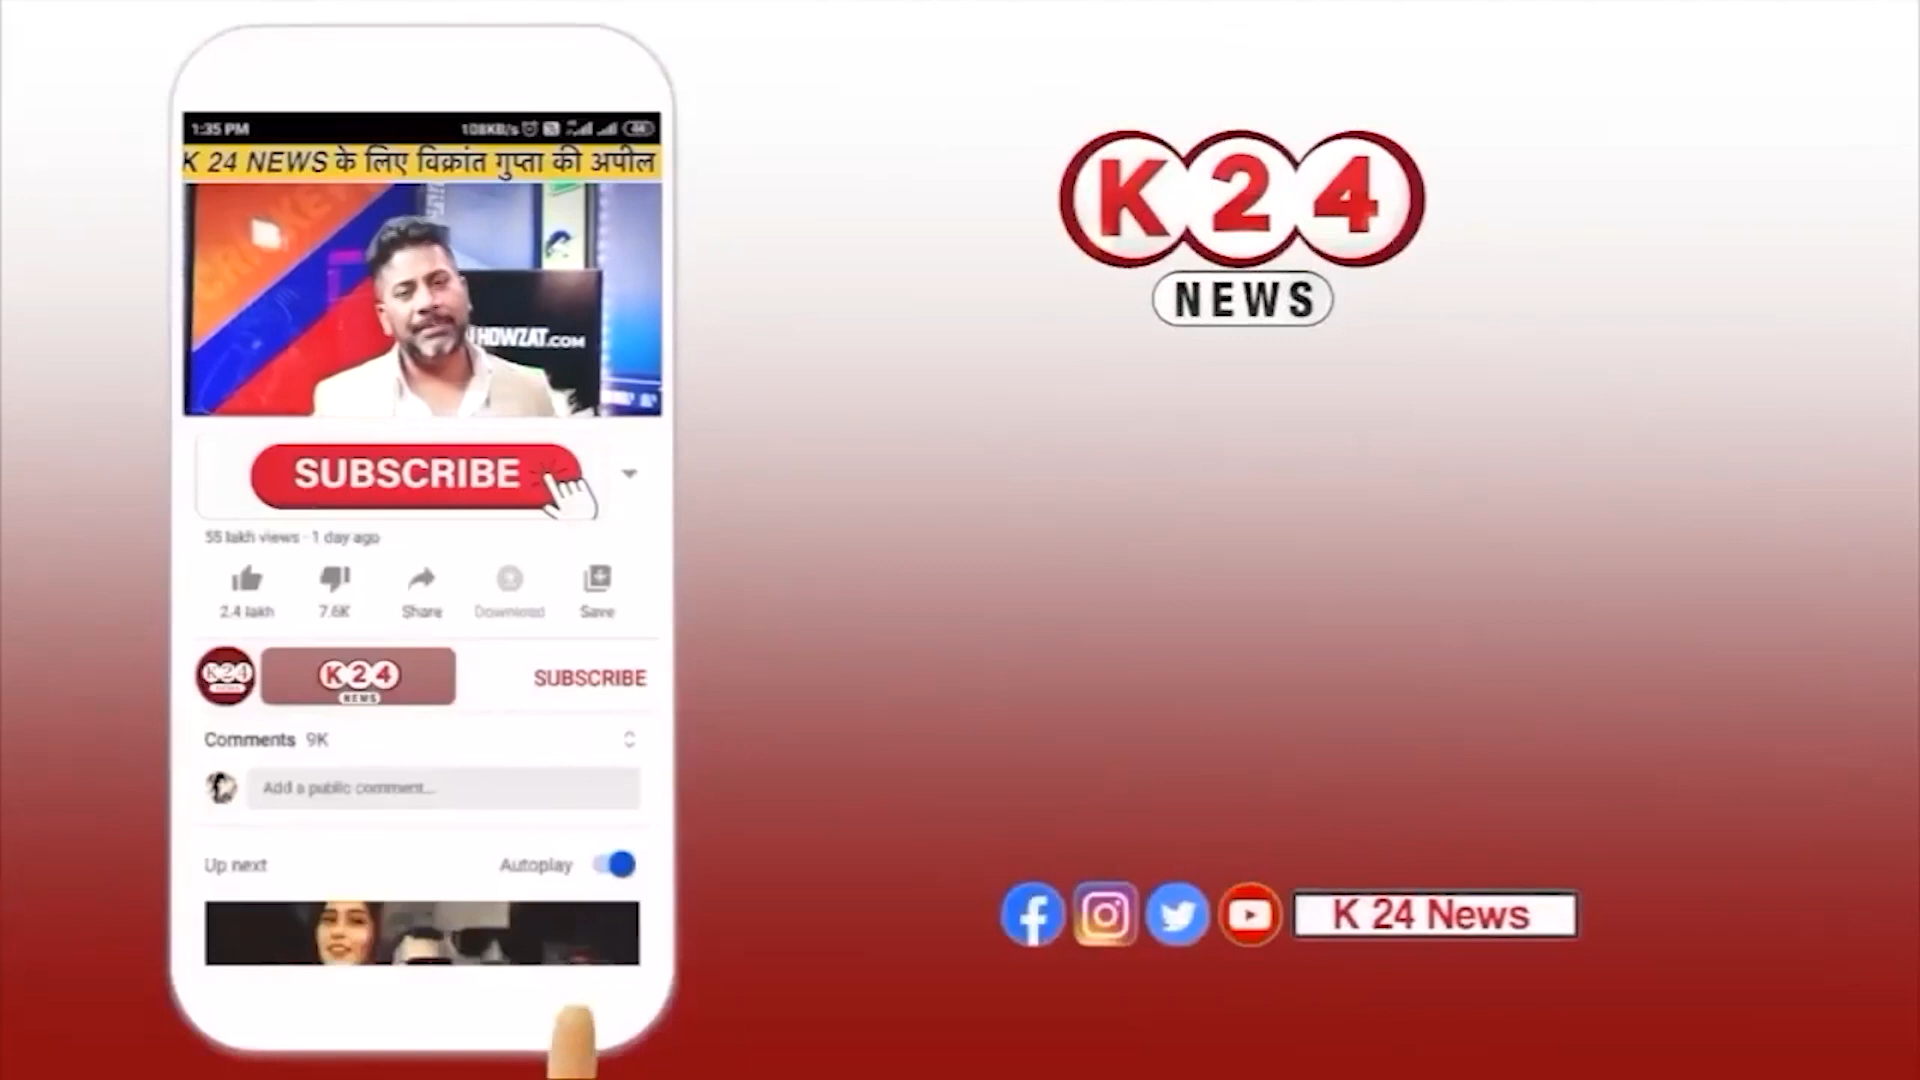 1:35 PM
108KB/s
K 24 NEWS के लिए विक्रांत गुप्ता की अपील
CRICKET
HOWZAT.COM
SUBSCRIBE
55 lakh views · 1 day ago
2.4 lakh
7.6K
Share
Download
Save
K24
K24
NEWS
SUBSCRIBE
Comments 9K
Add a public comment...
Up next
Autoplay
K24
NEWS
K 24 News